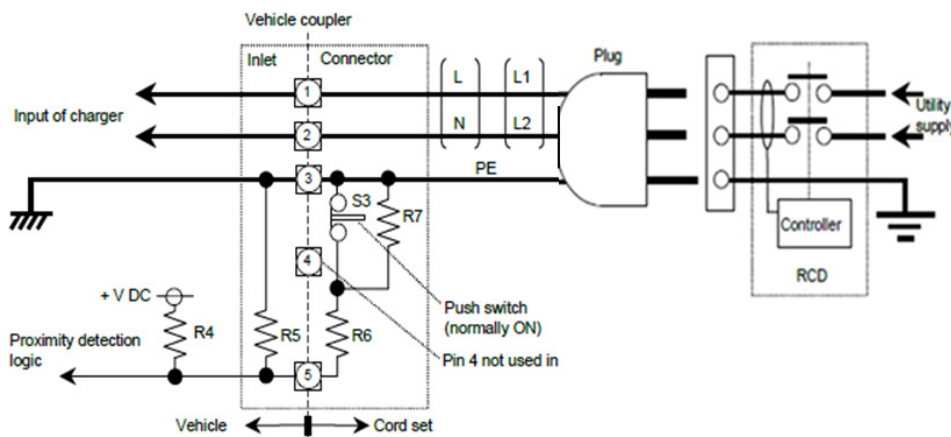 Vehicle coupler
Inlet
Connector
Plug
1
L
L1
Input of charger
Utility
supply
2
N
L2
3
PE
S3
R7
Controller
4
RCD
+ V DC
Push switch
(normally ON)
R4
R5
R6
Proximity detection
logic
Pin 4 not used in
5
Vehicle
Cord set